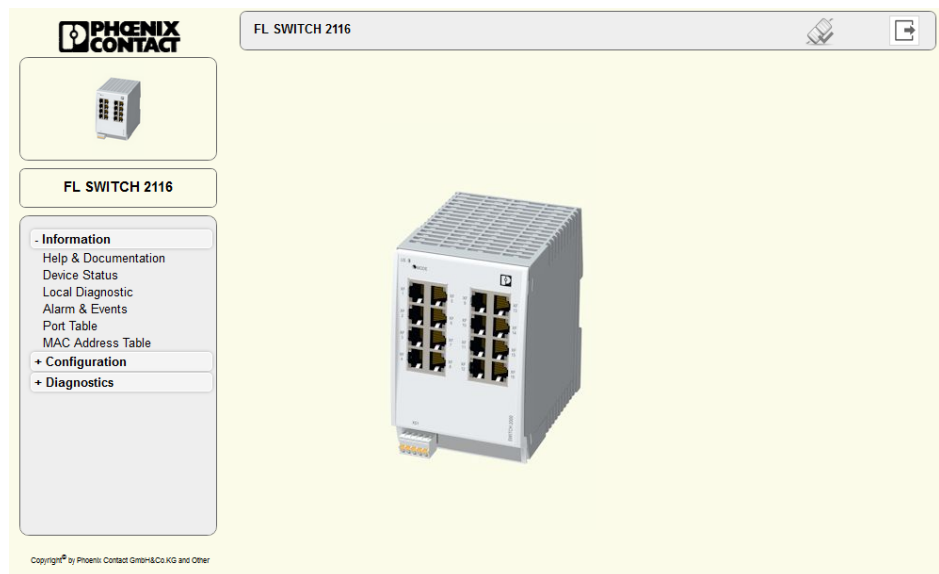 PHŒNIX
CONTACT
FL SWITCH 2116
FL SWITCH 2116
- Information
Help & Documentation
Device Status
Local Diagnostic
Alarm & Events
Port Table
MAC Address Table
+ Configuration
+ Diagnostics
Copyright© by Phoenix Contact GmbH&Co.KG and Other